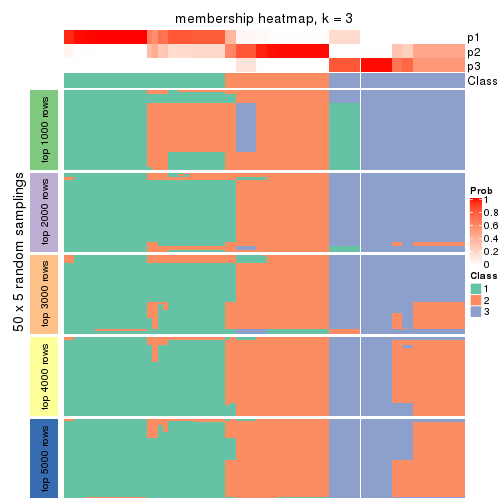 membership heatmap, k = 3
p1
p2
p3
Class
50 x 5 random samplings
top 1000 rows
top 2000 rows
top 3000 rows
top 4000 rows
top 5000 rows
Prob
1
0.8
0.6
0.4
0.2
0
Class
1
2
3